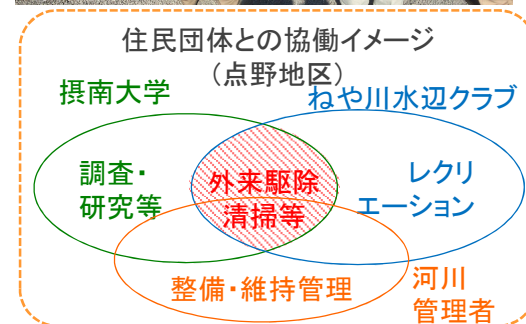 住民団体との協働イメージ
(点野地区)
摂南大学
ねや川水辺クラブ
調査・
研究等
外来駆除
清掃等
レクリ
エーション
整備・維持管理
河川
管理者